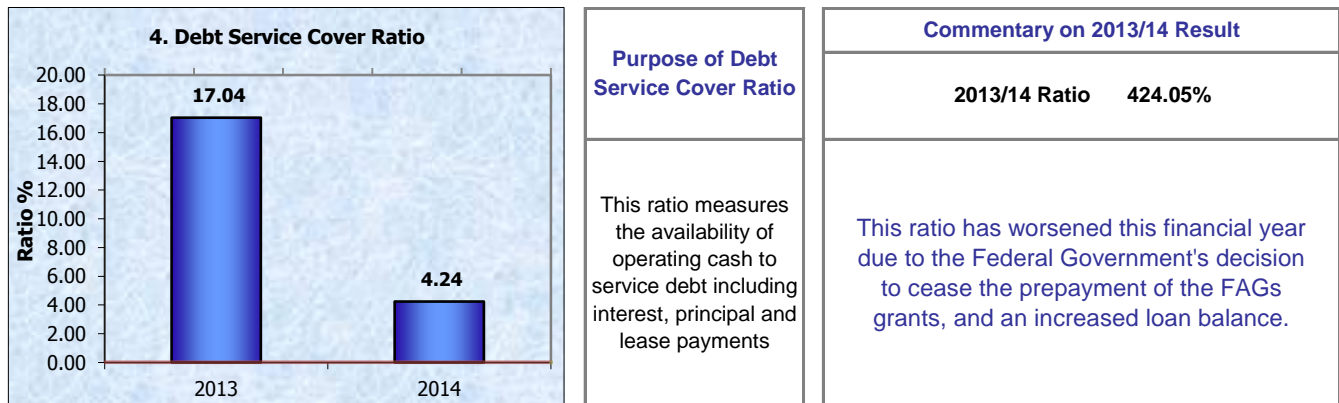 4. Debt Service Cover Ratio
20.00
18.00
16.00
14.00
12.00
10.00
8.00
6.00
4.00
2.00
0.00
Ratio %
17.04
4.24
2013
2014
Purpose of Debt
Service Cover Ratio
This ratio measures
the availability of
operating cash to
service debt including
interest, principal and
lease payments
Commentary on 2013/14 Result
2013/14 Ratio 424.05%
This ratio has worsened this financial year
due to the Federal Government's decision
to cease the prepayment of the FAGs
grants, and an increased loan balance.